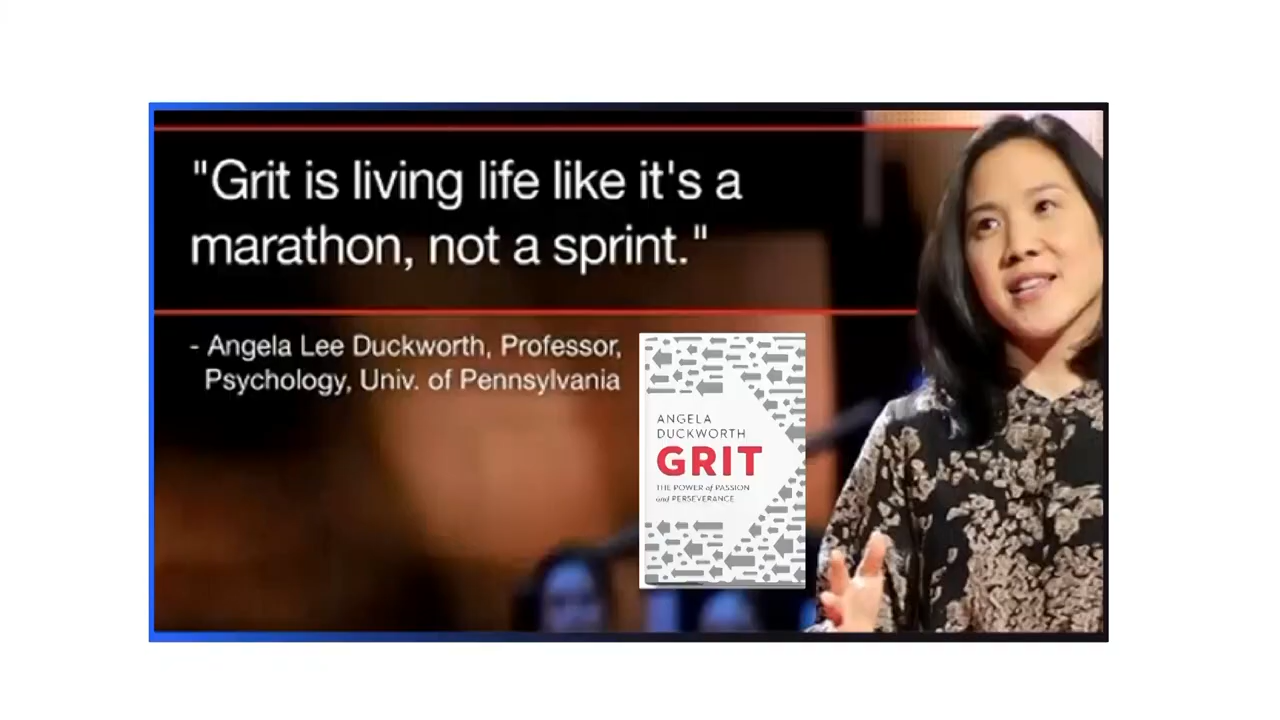 "Grit is living life like it's a
marathon, not a sprint."
- Angela Lee Duckworth, Professor,
Psychology, Univ. of Pennsylvania
ANGELA
DUCKWORTH
GRIT
THE POWER of PASSION
and PERSEVERANCE